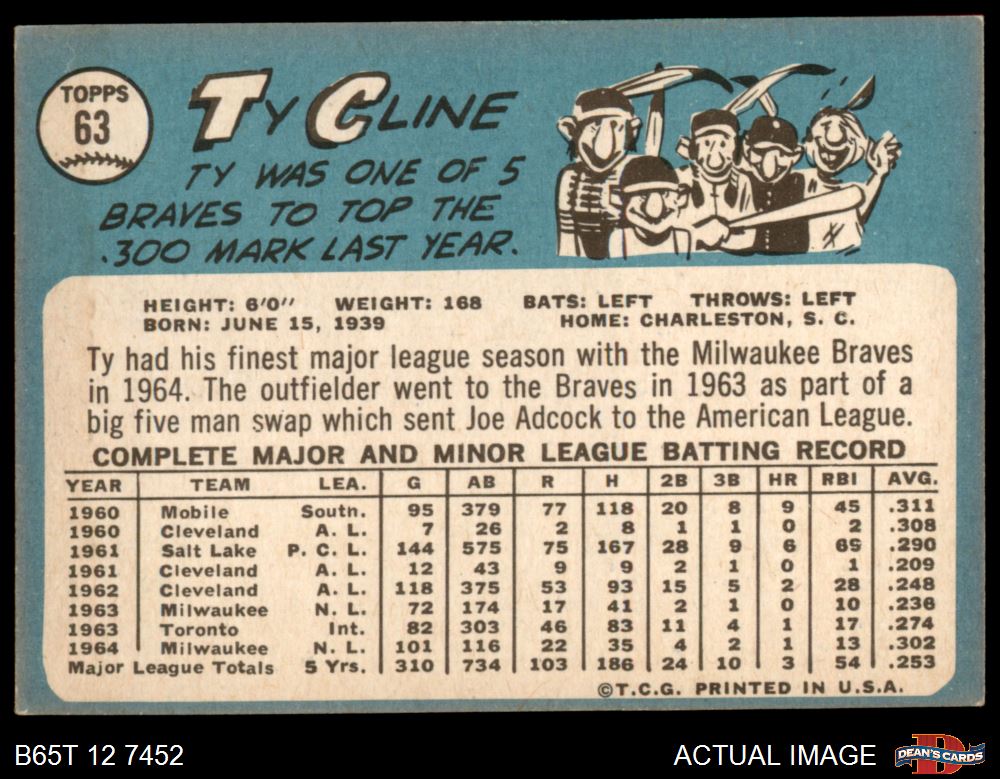 TOPPS
63
TY CLINE
TY WAS ONE OF 5
BRAVES TO TOP THE
.300 MARK LAST YEAR.
HEIGHT: 6'0" WEIGHT: 168 BATS: LEFT THROWS: LEFT
BORN: JUNE 15, 1939 HOME: CHARLESTON, S. C.
Ty had his finest major league season with the Milwaukee Braves
in 1964. The outfielder went to the Braves in 1963 as part of a
big five man swap which sent Joe Adcock to the American League.
COMPLETE MAJOR AND MINOR LEAGUE BATTING RECORD
YEAR TEAM LEA. G AB R H 2B 3B HR RBI AVG.
1960 Mobile South. 95 379 77 118 20 8 9 45 .311
1960 Cleveland A. L. 7 26 2 8 1 1 0 2 .308
1961 Salt Lake P. C. L. 144 575 75 167 28 9 6 69 .290
1961 Cleveland A. L. 12 43 9 9 2 1 0 1 .209
1962 Cleveland A. L. 118 375 53 93 15 5 2 28 .248
1963 Milwaukee N. L. 72 174 17 41 2 1 0 10 .236
1963 Toronto Int. 82 303 46 83 11 4 1 17 .274
1964 Milwaukee N. L. 101 116 22 35 4 2 1 13 .302
Major League Totals 5 Yrs. 310 734 103 186 24 10 3 54 .253
©T.C.G. PRINTED IN U.S.A.
B65T 12 7452 ACTUAL IMAGE DEAN'S CARDS